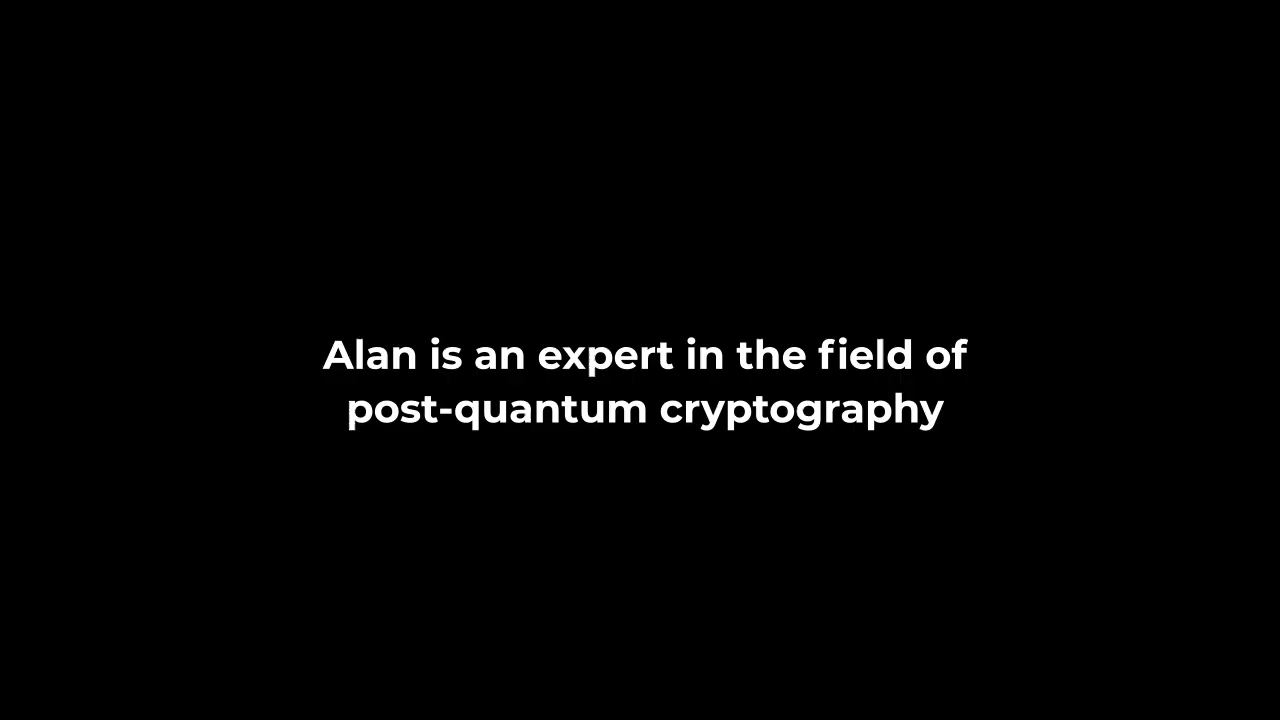 Alan is an expert in the field of
post-quantum cryptography